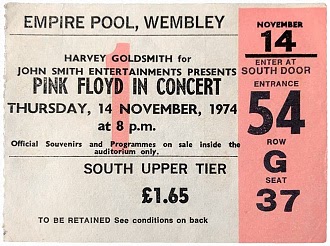 EMPIRE POOL, WEMBLEY
HARVEY GOLDSMITH for
JOHN SMITH ENTERTAINMENTS PRESENTS
PINK FLOYD IN CONCERT
THURSDAY, 14 NOVEMBER, 1974
at 8 p.m.
Official Souvenirs and Programmes on sale inside the
auditorium only.
SOUTH UPPER TIER
£1.65
TO BE RETAINED See conditions on back
1
NOVEMBER
14
ENTER AT
SOUTH DOOR
ENTRANCE
54
ROW
G
SEAT
37